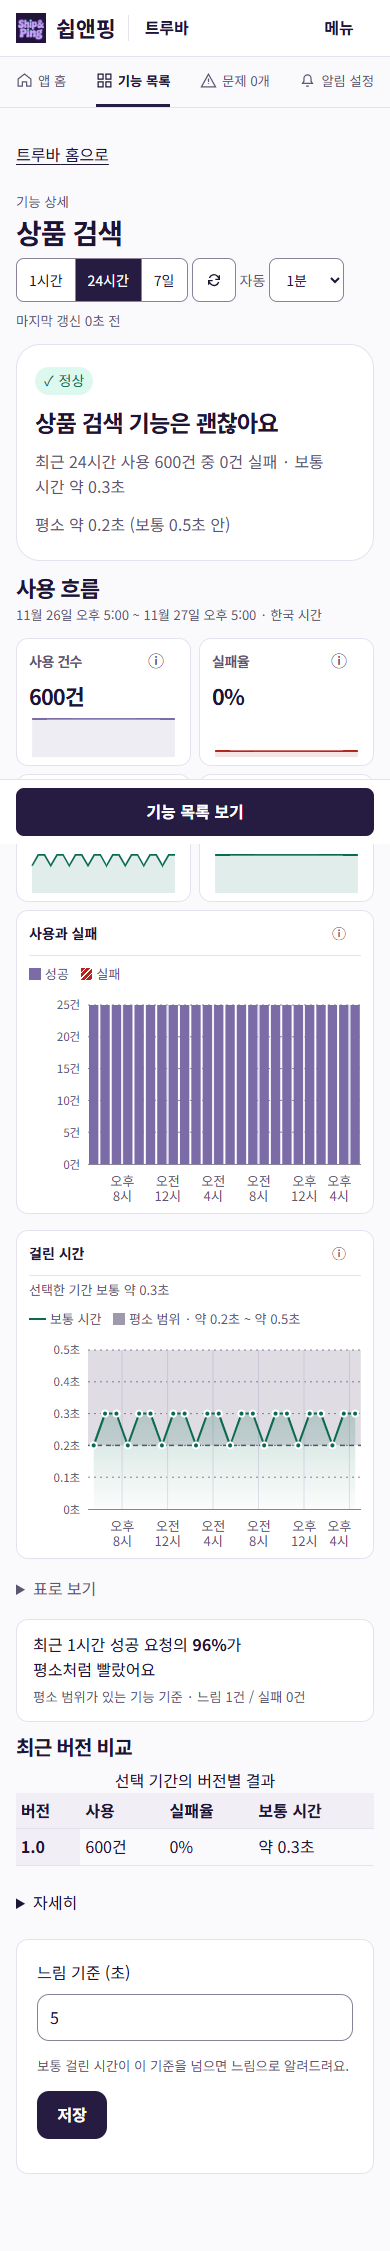 Ship&
Ping
쉽앤핑
트루바
메뉴
앱 홈
기능 목록
문제 0개
알림 설정
트루바 홈으로
기능 상세
상품 검색
1시간
24시간
7일
자동
1분
마지막 갱신 0초 전
✓ 정상
상품 검색 기능은 괜찮아요
최근 24시간 사용 600건 중 0건 실패 · 보통
시간 약 0.3초
평소 약 0.2초 (보통 0.5초 안)
사용 흐름
11월 26일 오후 5:00 ~ 11월 27일 오후 5:00 · 한국 시간
사용 건수
600건
실패율
0%
기능 목록 보기
사용과 실패
성공
실패
25건
20건
15건
10건
5건
0건
오후 8시
오전 12시
오전 4시
오전 8시
오후 12시
오후 4시
걸린 시간
선택한 기간 보통 약 0.3초
보통 시간
평소 범위 · 약 0.2초 ~ 약 0.5초
0.5초
0.4초
0.3초
0.2초
0.1초
0초
오후 8시
오전 12시
오전 4시
오전 8시
오후 12시
오후 4시
▶ 표로 보기
최근 1시간 성공 요청의 96%가
평소처럼 빨랐어요
평소 범위가 있는 기능 기준 · 느림 1건 / 실패 0건
최근 버전 비교
선택 기간의 버전별 결과
버전 사용 실패율 보통 시간
1.0 600건 0% 약 0.3초
▶ 자세히
느림 기준 (초)
5
보통 걸린 시간이 이 기준을 넘으면 느림으로 알려드려요.
저장